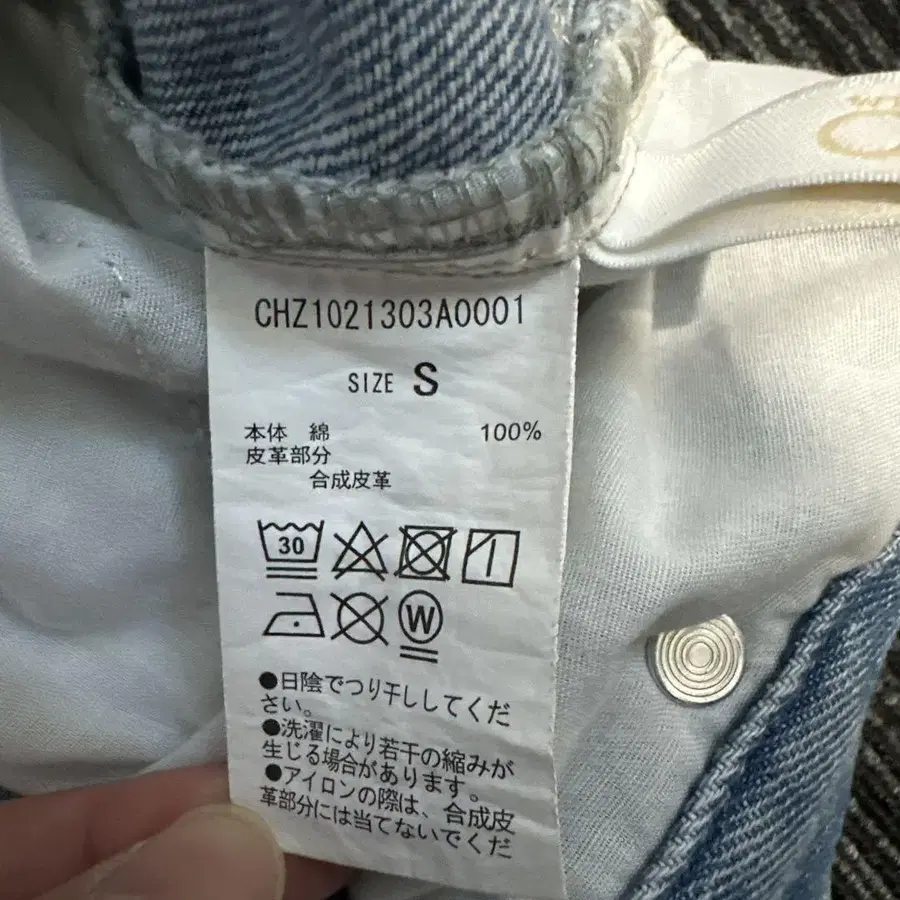 CHZ1021303A0001
SIZE S
本体 綿 100%
皮革部分
合成皮革
30
W
●日陰でつり干ししてくだ
さい。
●洗濯により若干の縮みが
生じる場合があります。
●アイロンの際は、合成皮
革部分には当てないでくだ